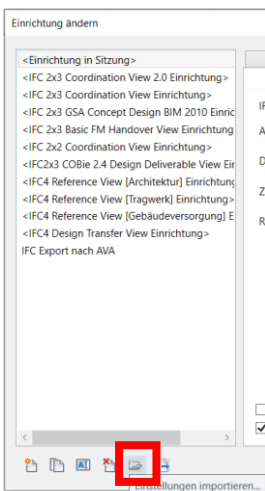 Einrichtung ändern
<Einrichtung in Sitzung>
<IFC 2x3 Coordination View 2.0 Einrichtung>
<IFC 2x3 Coordination View Einrichtung>
<IFC 2x3 GSA Concept Design BIM 2010 Einric
<IFC 2x3 Basic FM Handover View Einrichtung
<IFC 2x2 Coordination View Einrichtung>
<IFC2x3 COBie 2.4 Design Deliverable View Ein
<IFC4 Reference View [Architektur] Einrichtung
<IFC4 Reference View [Tragwerk] Einrichtung>
<IFC4 Reference View [Gebäudeversorgung] E
<IFC4 Design Transfer View Einrichtung>
IFC Export nach AVA
Einstellungen importieren...